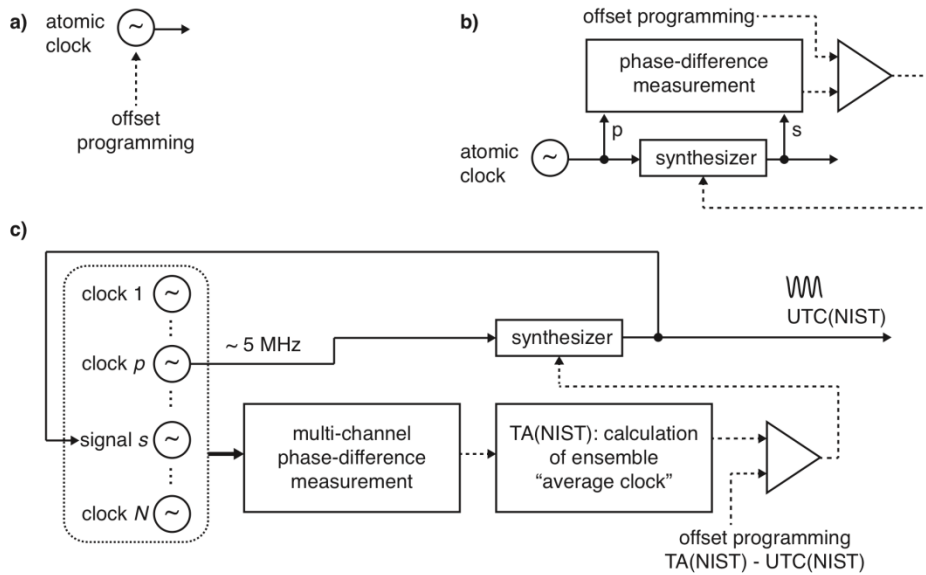 a)
atomic
clock
~
offset
programming
b)
offset programming
phase-difference
measurement
p
s
atomic
clock
~
synthesizer
c)
clock 1
~
clock p
~
~ 5 MHz
signal s
~
clock N
~
synthesizer
UTC(NIST)
multi-channel
phase-difference
measurement
TA(NIST): calculation
of ensemble
“average clock”
offset programming
TA(NIST) - UTC(NIST)